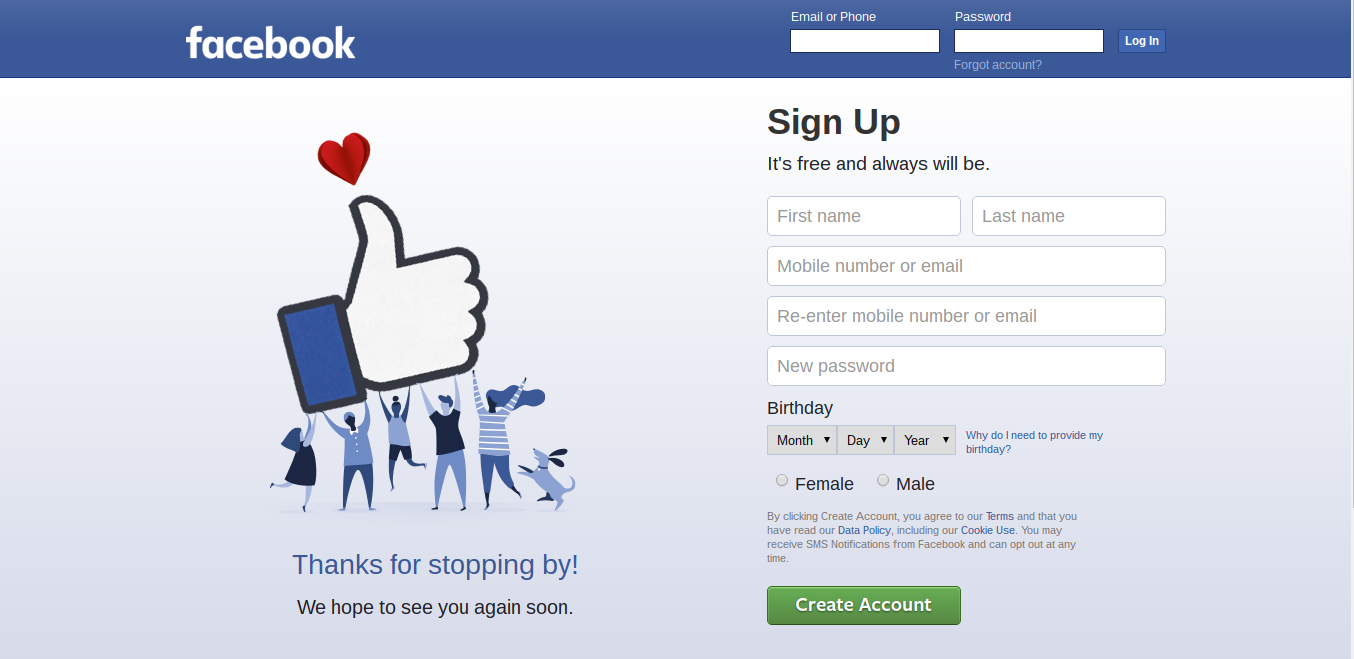 facebook
Email or Phone
Password
Log In
Forgot account?
Sign Up
It's free and always will be.
First name
Last name
Mobile number or email
Re-enter mobile number or email
New password
Birthday
Month
Day
Year
Why do I need to provide my
birthday?
Female
Male
By clicking Create Account, you agree to our Terms and that you
have read our Data Policy, including our Cookie Use. You may
receive SMS Notifications from Facebook and can opt out at any
time.
Create Account
Thanks for stopping by!
We hope to see you again soon.